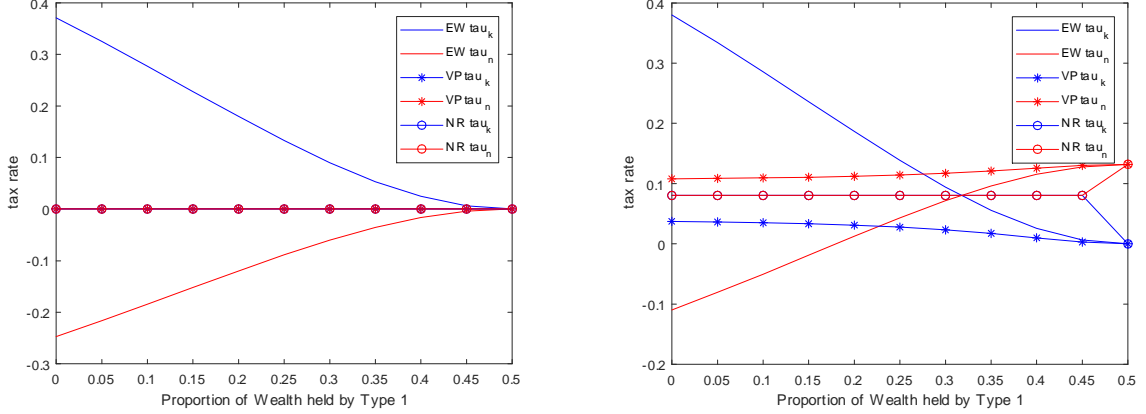 0.4
0.3
0.2
0.1
0
-0.1
-0.2
-0.3
tax rate
0 0.05 0.1 0.15 0.2 0.25 0.3 0.35 0.4 0.45 0.5
Proportion of Wealth held by Type 1
EW tau_k
EW tau_n
VP tau_k
VP tau_n
NR tau_k
NR tau_n
0.4
0.3
0.2
0.1
0
-0.1
-0.2
tax rate
0 0.05 0.1 0.15 0.2 0.25 0.3 0.35 0.4 0.45 0.5
Proportion of Wealth held by Type 1
EW tau_k
EW tau_n
VP tau_k
VP tau_n
NR tau_k
NR tau_n